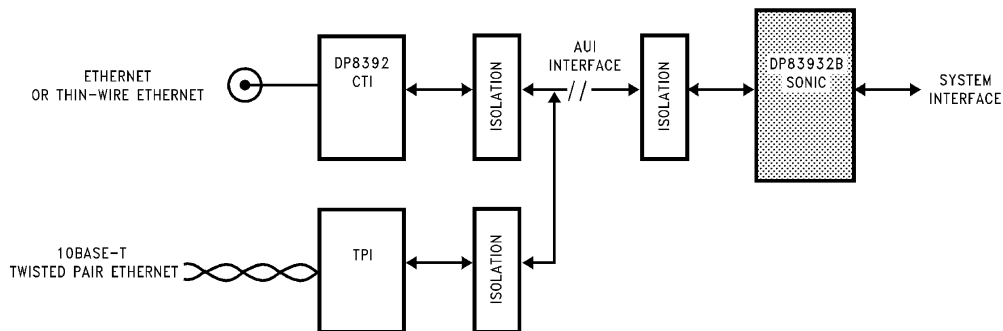 ETHERNET
OR THIN-WIRE ETHERNET
DP8392
CTI
ISOLATION
AUI
INTERFACE
ISOLATION
DP83932B
SONIC
SYSTEM
INTERFACE
10BASE-T
TWISTED PAIR ETHERNET
TPI
ISOLATION